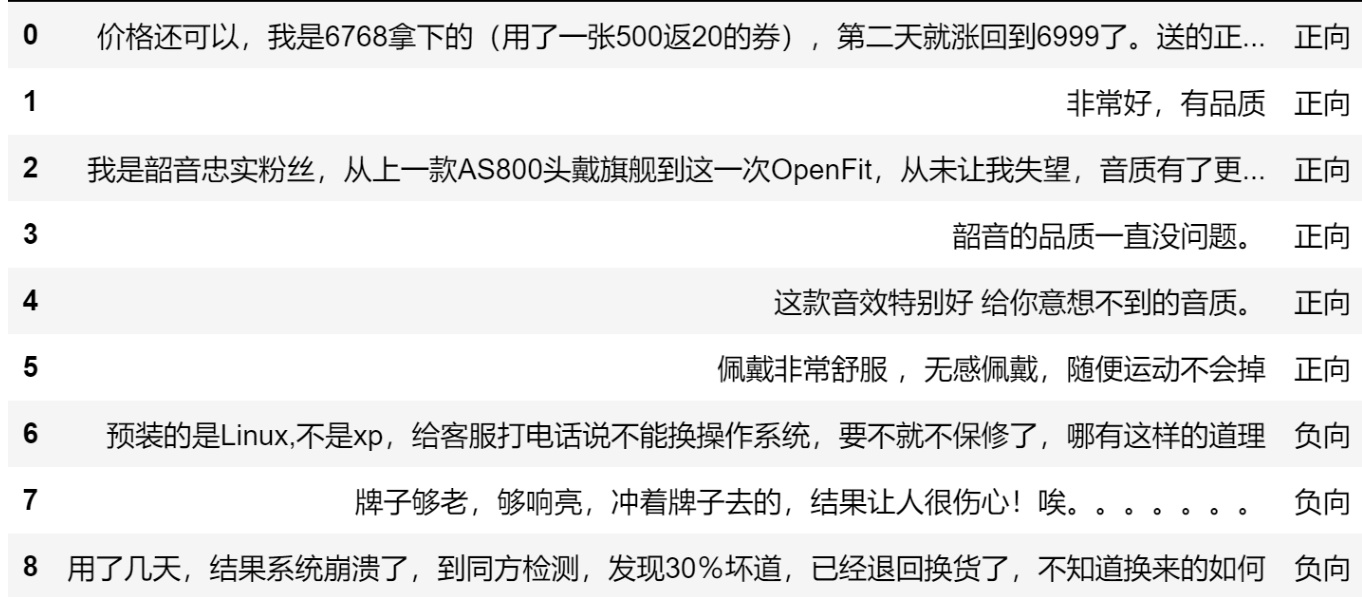 0 价格还可以，我是6768拿下的（用了一张500返20的券），第二天就涨回到6999了。送的正... 正向
1 非常好，有品质 正向
2 我是韶音忠实粉丝，从上一款AS800头戴旗舰到这一次OpenFit，从未让我失望，音质有了更... 正向
3 韶音的品质一直没问题。 正向
4 这款音效特别好 给你意想不到的音质。 正向
5 佩戴非常舒服 ，无感佩戴，随便运动不会掉 正向
6 预装的是Linux,不是xp，给客服打电话说不能换操作系统，要不就不保修了，哪有这样的道理 负向
7 牌子够老，够响亮，冲着牌子去的，结果让人很伤心！唉。。。。。。。 负向
8 用了几天，结果系统崩溃了，到同方检测，发现30％坏道，已经退回换货了，不知道换来的如何 负向